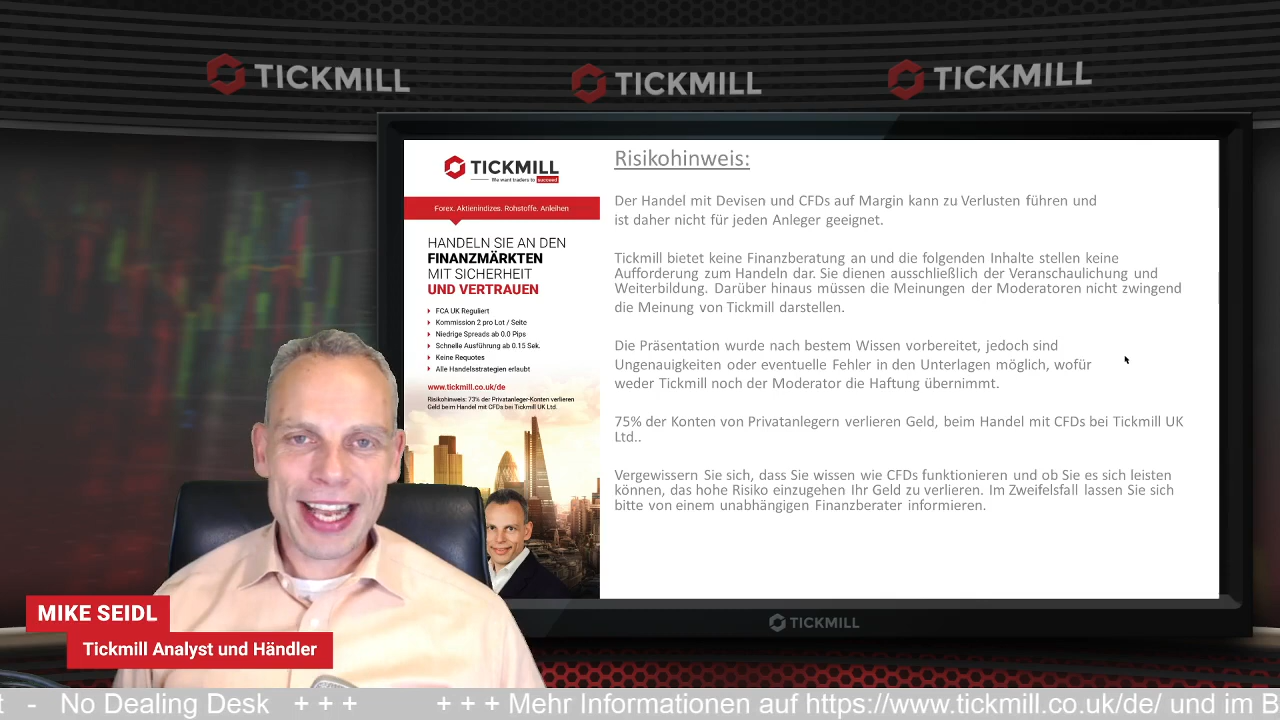 TICKMILL
TICKMILL
TICKMILL
TICKMILL
We want traders to succeed
Forex. Aktienindizes. Rohstoffe. Anleihen
HANDELN SIE AN DEN
FINANZMÄRKTEN
MIT SICHERHEIT
UND VERTRAUEN
FCA UK Reguliert
Kommission 2 pro Lot / Seite
Niedrige Spreads ab 0.0 Pips
Schnelle Ausführung ab 0.15 Sek.
Keine Requotes
Alle Handelsstrategien erlaubt
www.tickmill.co.uk/de
Risikohinweis: 73% der Privatanleger-Konten verlieren
Geld beim Handel mit CFDs bei Tickmill UK Ltd.
Risikohinweis:
Der Handel mit Devisen und CFDs auf Margin kann zu Verlusten führen und
ist daher nicht für jeden Anleger geeignet.
Tickmill bietet keine Finanzberatung an und die folgenden Inhalte stellen keine
Aufforderung zum Handeln dar. Sie dienen ausschließlich der Veranschaulichung und
Weiterbildung. Darüber hinaus müssen die Meinungen der Moderatoren nicht zwingend
die Meinung von Tickmill darstellen.
Die Präsentation wurde nach bestem Wissen vorbereitet, jedoch sind
Ungenauigkeiten oder eventuelle Fehler in den Unterlagen möglich, wofür
weder Tickmill noch der Moderator die Haftung übernimmt.
75% der Konten von Privatanlegern verlieren Geld, beim Handel mit CFDs bei Tickmill UK
Ltd..
Vergewissern Sie sich, dass Sie wissen wie CFDs funktionieren und ob Sie es sich leisten
können, das hohe Risiko einzugehen Ihr Geld zu verlieren. Im Zweifelsfall lassen Sie sich
bitte von einem unabhängigen Finanzberater informieren.
TICKMILL
MIKE SEIDL
Tickmill Analyst und Händler
t - No Dealing Desk + + + + + + Mehr Informationen auf https://www.tickmill.co.uk/de/ und im B